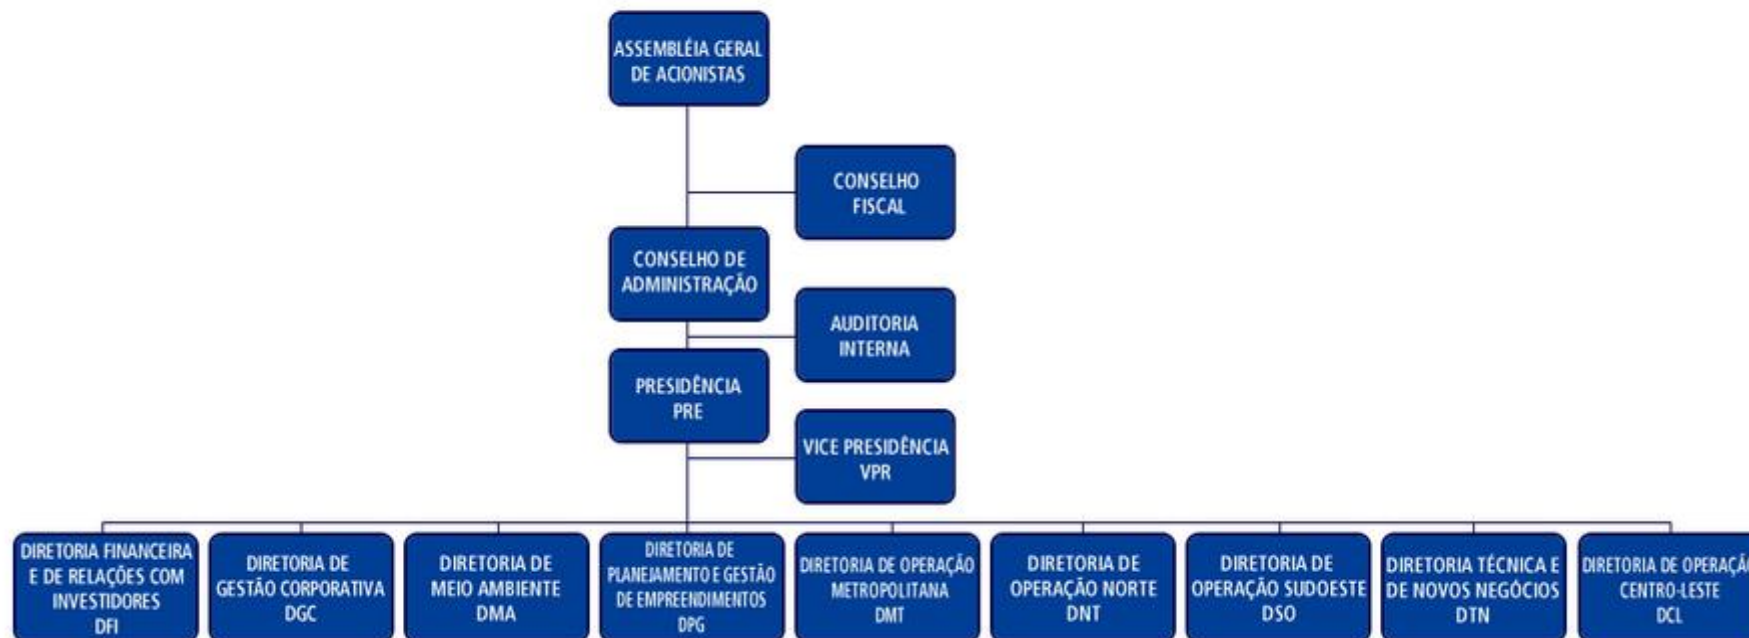 ASSEMBLÉIA GERAL
DE ACIONISTAS
CONSELHO
FISCAL
CONSELHO DE
ADMINISTRAÇÃO
AUDITORIA
INTERNA
PRESIDÊNCIA
PRE
VICE PRESIDÊNCIA
VPR
DIRETORIA FINANCEIRA
E DE RELAÇÕES COM
INVESTIDORES
DFI
DIRETORIA DE
GESTÃO CORPORATIVA
DGC
DIRETORIA DE
MEIO AMBIENTE
DMA
DIRETORIA DE
PLANEJAMENTO E GESTÃO
DE EMPREENDIMENTOS
DPG
DIRETORIA DE OPERAÇÃO
METROPOLITANA
DMT
DIRETORIA DE
OPERAÇÃO NORTE
DNT
DIRETORIA DE
OPERAÇÃO SUDOESTE
DSO
DIRETORIA TÉCNICA E
DE NOVOS NEGÓCIOS
DTN
DIRETORIA DE OPERAÇÃO
CENTRO-LESTE
DCL